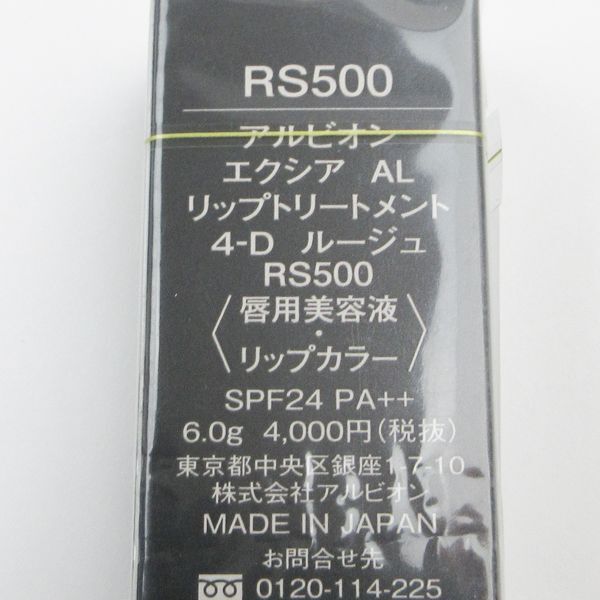 RS500
アルビオン
エクシア AL
リップトリートメント
4-D ルージュ
RS500
〈唇用美容液・リップカラー〉
SPF24 PA++
6.0g 4,000円(税抜)
東京都中央区銀座1-7-10
株式会社アルビオン
MADE IN JAPAN
お問合せ先
0120-114-225